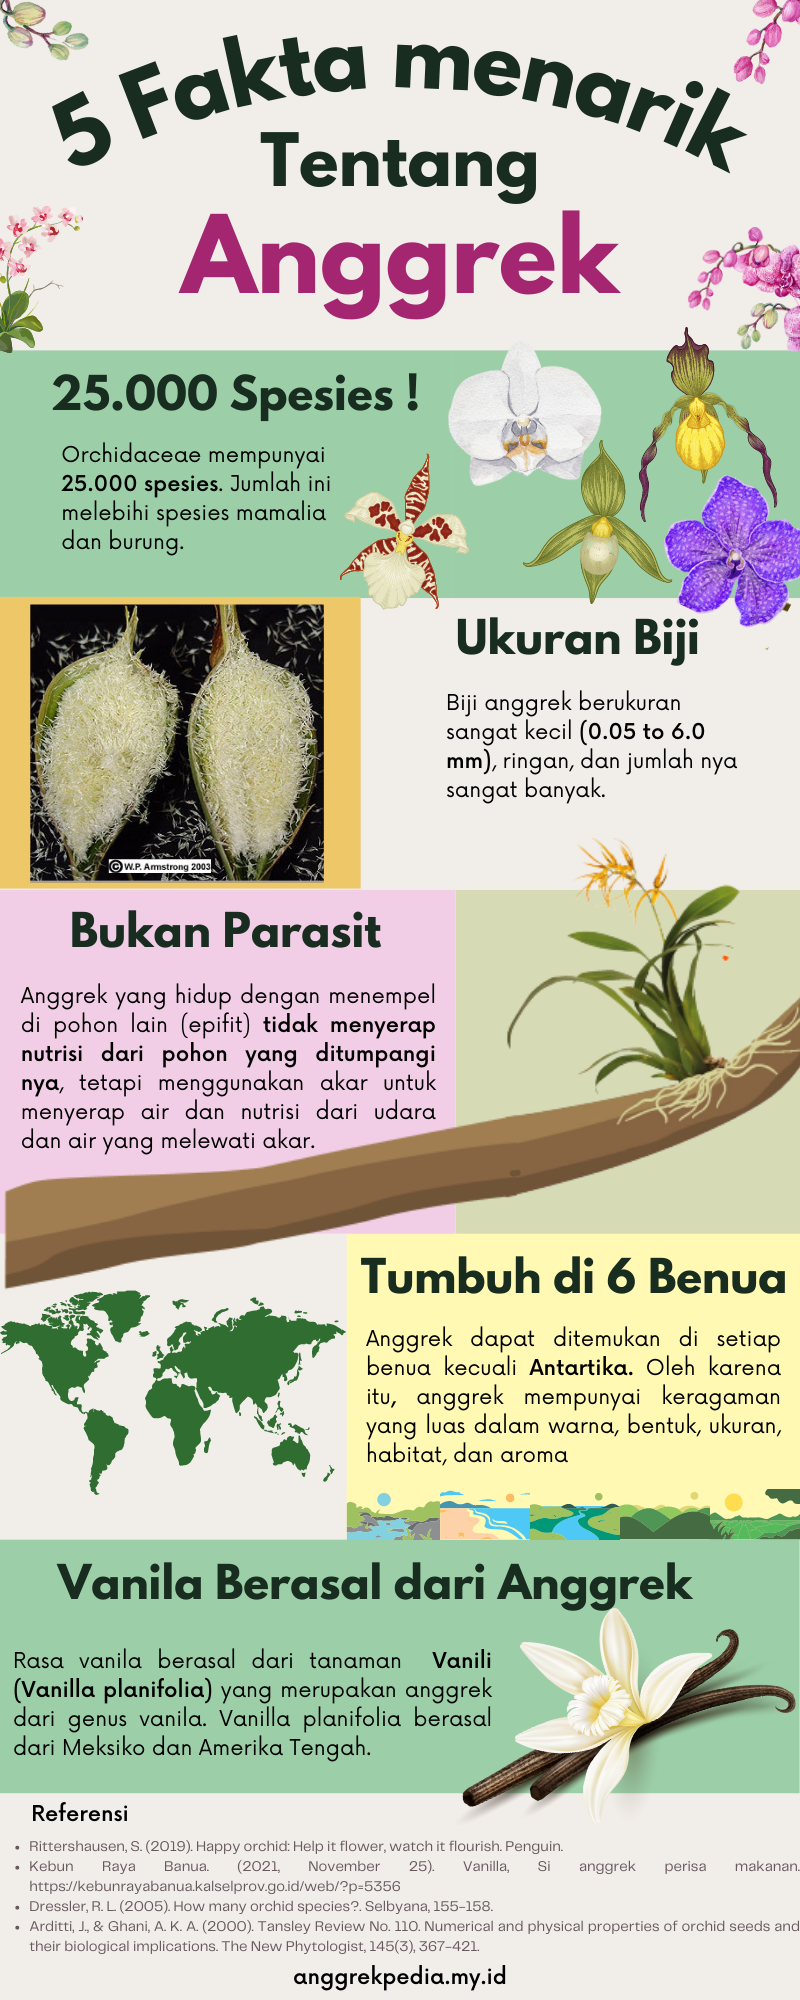 5 Fakta menarik
Tentang
Anggrek
25.000 Spesies !
Orchidaceae mempunyai
25.000 spesies. Jumlah ini
melebihi spesies mamalia
dan burung.
© W.P. Armstrong 2003
Ukuran Biji
Biji anggrek berukuran
sangat kecil (0.05 to 6.0
mm), ringan, dan jumlah nya
sangat banyak.
Bukan Parasit
Anggrek yang hidup dengan menempel
di pohon lain (epifit) tidak menyerap
nutrisi dari pohon yang ditumpangi
nya, tetapi menggunakan akar untuk
menyerap air dan nutrisi dari udara
dan air yang melewati akar.
Tumbuh di 6 Benua
Anggrek dapat ditemukan di setiap
benua kecuali Antartika. Oleh karena
itu, anggrek mempunyai keragaman
yang luas dalam warna, bentuk, ukuran,
habitat, dan aroma
Vanila Berasal dari Anggrek
Rasa vanila berasal dari tanaman Vanili
(Vanilla planifolia) yang merupakan anggrek
dari genus vanila. Vanilla planifolia berasal
dari Meksiko dan Amerika Tengah.
Referensi
• Rittershausen, S. (2019). Happy orchid: Help it flower, watch it flourish. Penguin.
• Kebun Raya Banua. (2021, November 25). Vanilla, Si anggrek perisa makanan.
https://kebunrayabanua.kalselprov.go.id/web/?p=5356
• Dressler, R. L. (2005). How many orchid species?. Selbyana, 155-158.
• Arditti, J., & Ghani, A. K. A. (2000). Tansley Review No. 110. Numerical and physical properties of orchid seeds and
their biological implications. The New Phytologist, 145(3), 367-421.
anggrekpedia.my.id